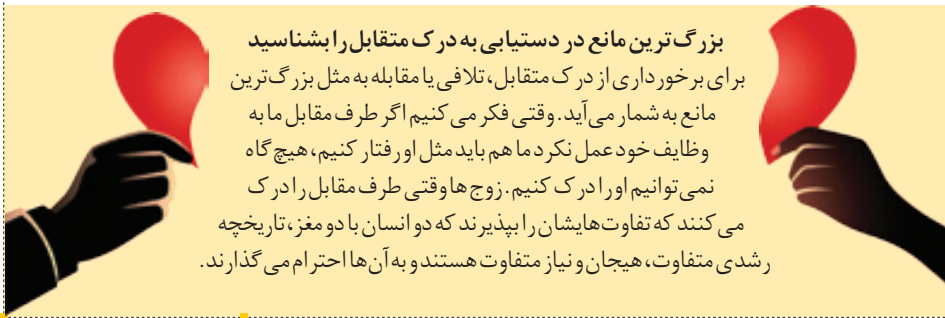 بزرگ‌ترین مانع در دستیابی به درک متقابل را بشناسید
برای برخورداری از درک متقابل، تلافی یا مقابله به مثل بزرگ‌ترین
مانع به شمار می‌آید. وقتی فکر می‌کنیم اگر طرف مقابل ما به
وظایف خود عمل نکرد ما هم باید مثل او رفتار کنیم، هیچ‌گاه
نمی‌توانیم او را درک کنیم. زوج‌ها وقتی طرف مقابل را درک
می‌کنند که تفاوت‌هایشان را بپذیرند که دو انسان با دو مغز، تاریخچه
رشدی متفاوت، هیجان و نیاز متفاوت هستند و به آن‌ها احترام می‌گذارند.